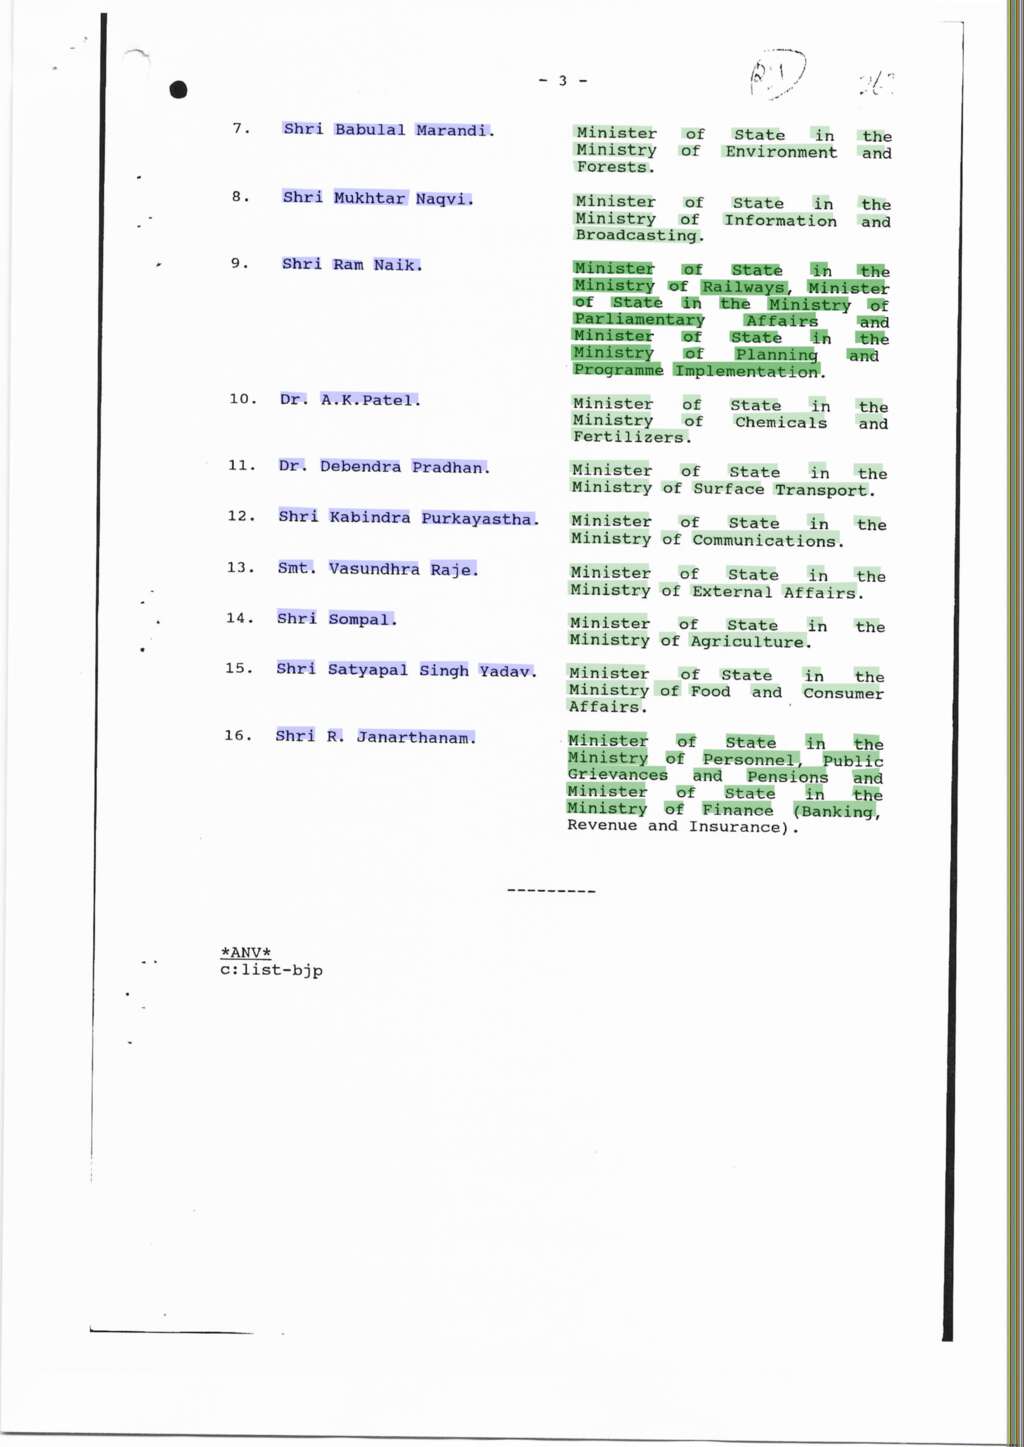 - 3 -
7. Shri Babulal Marandi. Minister of State in the
Ministry of Environment and
Forests.
8. Shri Mukhtar Naqvi. Minister of State in the
Ministry of Information and
Broadcasting.
9. Shri Ram Naik. Minister of State in the
Ministry of Railways, Minister
of State in the Ministry of
Parliamentary Affairs and
Minister of State in the
Ministry of Planning and
Programme Implementation.
10. Dr. A.K.Patel. Minister of State in the
Ministry of Chemicals and
Fertilizers.
11. Dr. Debendra Pradhan. Minister of State in the
Ministry of Surface Transport.
12. Shri Kabindra Purkayastha. Minister of State in the
Ministry of Communications.
13. Smt. Vasundhra Raje. Minister of State in the
Ministry of External Affairs.
14. Shri Sompal. Minister of State in the
Ministry of Agriculture.
15. Shri Satyapal Singh Yadav. Minister of State in the
Ministry of Food and Consumer
Affairs.
16. Shri R. Janarthanam. Minister of State in the
Ministry of Personnel, Public
Grievances and Pensions and
Minister of State in the
Ministry of Finance (Banking,
Revenue and Insurance).
---------
*ANV*
c:list-bjp